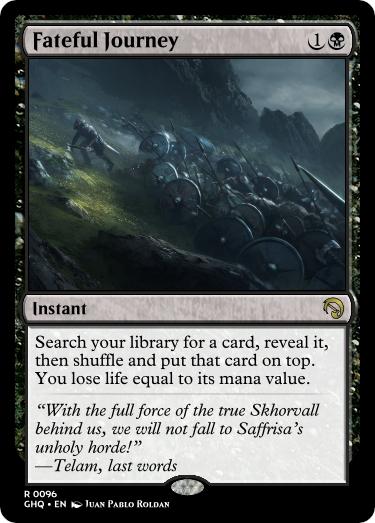 Fateful Journey 1
Instant
Search your library for a card, reveal it,
then shuffle and put that card on top.
You lose life equal to its mana value.
“With the full force of the true Skhorvall
behind us, we will not fall to Saffrisa’s
unholy horde!”
—Telam, last words
R 0096
GHQ • EN Juan Pablo Roldan